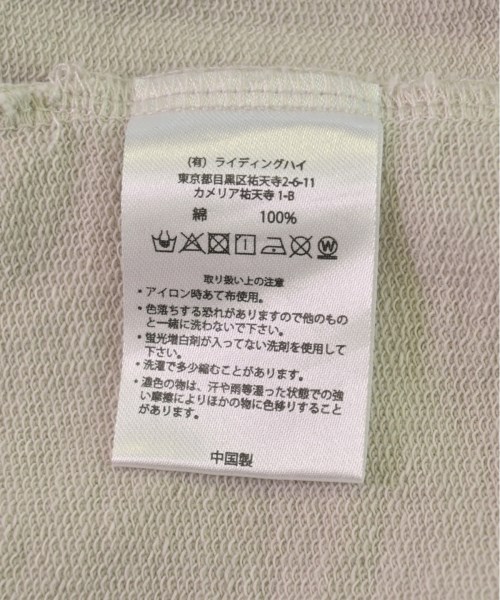 (有) ライディングハイ
東京都目黒区祐天寺2-6-11
カメリア祐天寺1-B
綿 100%
W
取り扱い上の注意
・アイロン時あて布使用。
・色落ちする恐れがありますので他のもの
と一緒に洗わないで下さい。
・蛍光増白剤が入ってない洗剤を使用して
下さい。
・洗濯で多少縮むことがあります。
・濃色の物は、汗や雨等湿った状態での強
い摩擦によりほかの物に色移りすること
があります。
中国製